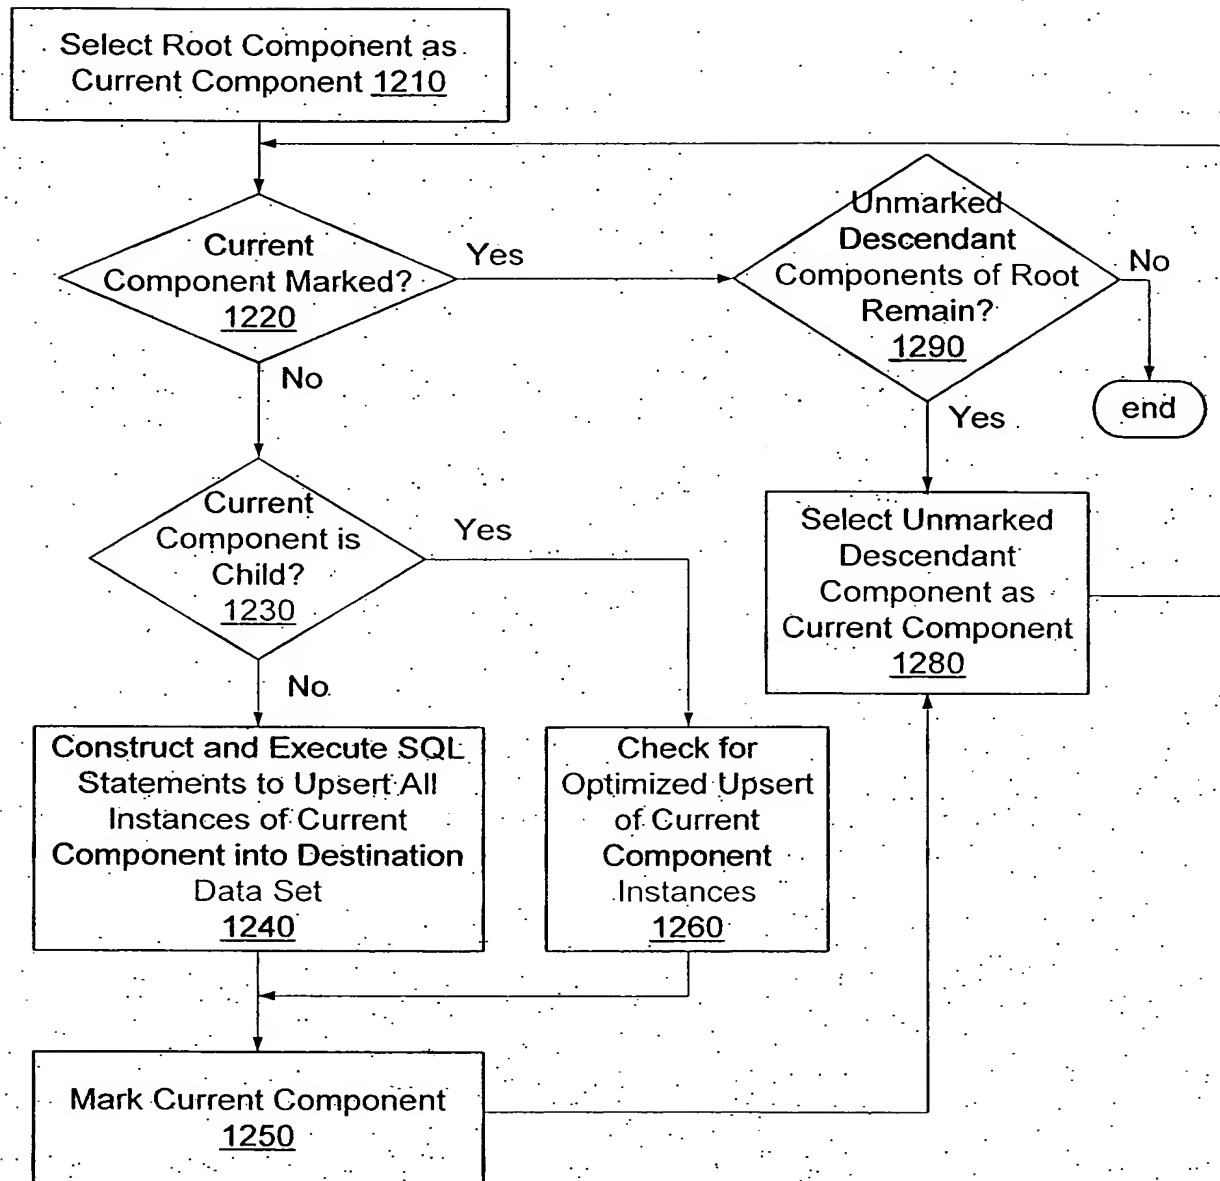 Select Root Component as
Current Component 1210
Current
Component Marked?
1220
Yes
No
Unmarked
Descendant
Components of Root
Remain?
1290
No
end
Yes
Current
Component is
Child?
1230
Yes
No
Select Unmarked
Descendant
Component as
Current Component
1280
Construct and Execute SQL
Statements to Upsert All
Instances of Current
Component into Destination
Data Set
1240
Check for
Optimized Upsert
of Current
Component
Instances
1260
Mark Current Component
1250